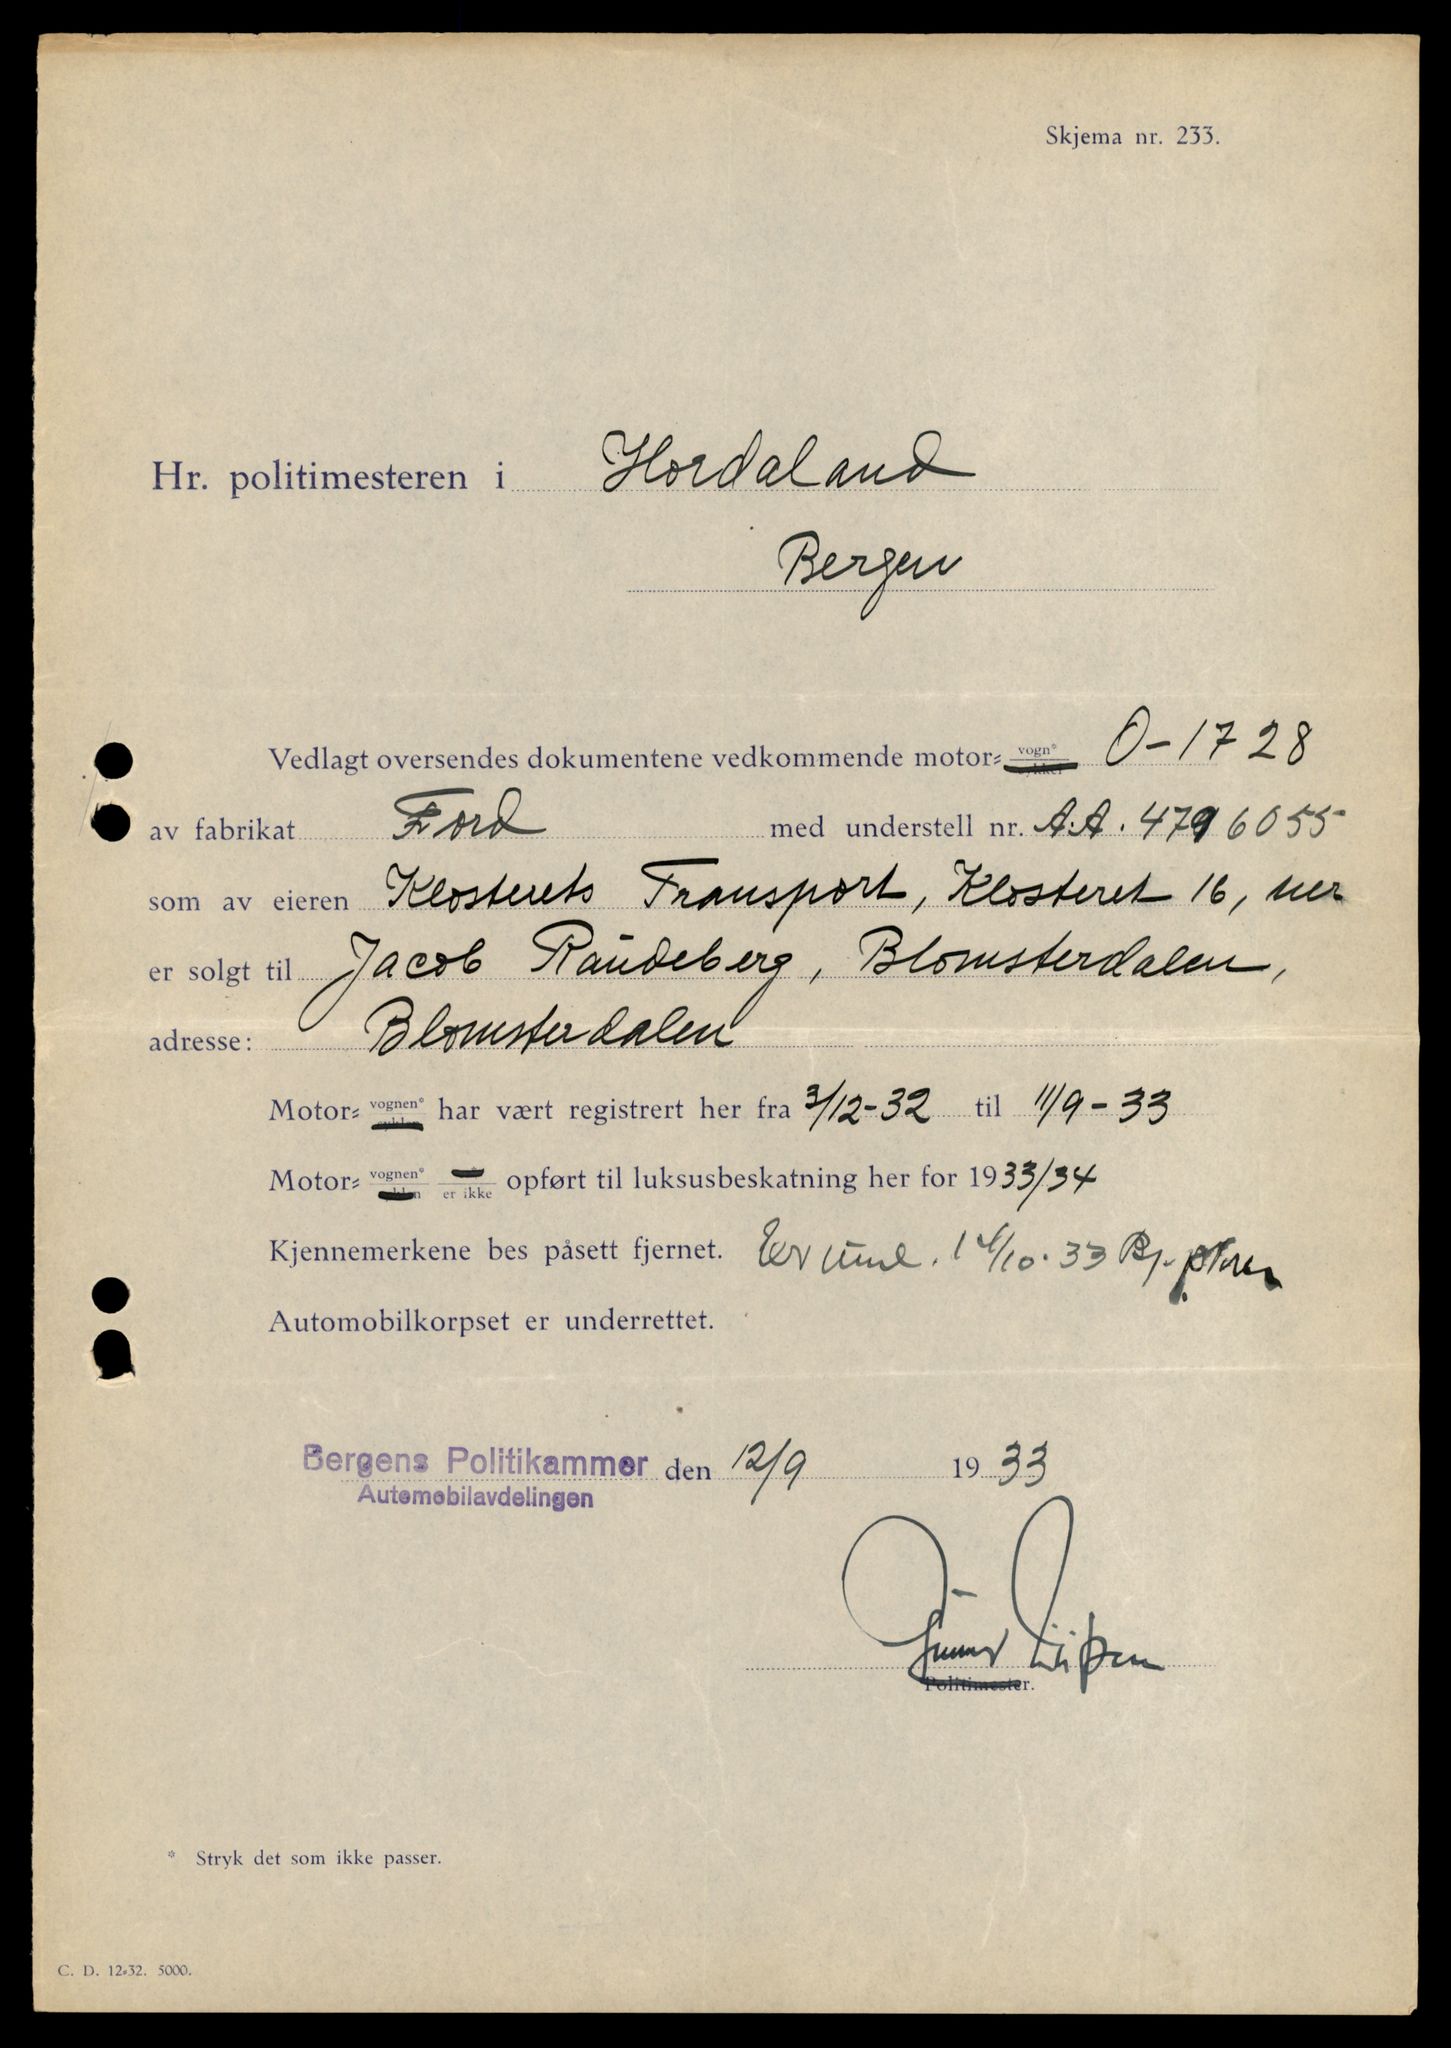 Skjema nr. 233.
Hr. politimesteren i Hordaland
Bergen
Vedlagt oversendes dokumentene vedkommende motor= vogn* O-1728
av fabrikat Ford med understell nr. A.A. 4796055
som av eieren Klosterets Transport, Klosteret 16, her
er solgt til Jacob Raudeberg, Blomsterdalen,
adresse: Blomsterdalen
Motor= vognen* har vært registrert her fra 3/12-32 til 11/9-33
Motor= vognen* er ikke opført til luksusbeskatning her for 1933/34
Kjennemerkene bes påsett fjernet.
Automobilkorpset er underrettet.
Bergens Politikammer den 12/9 1933
Automobilavdelingen
Politimester.
* Stryk det som ikke passer.
C. D. 12=32. 5000.